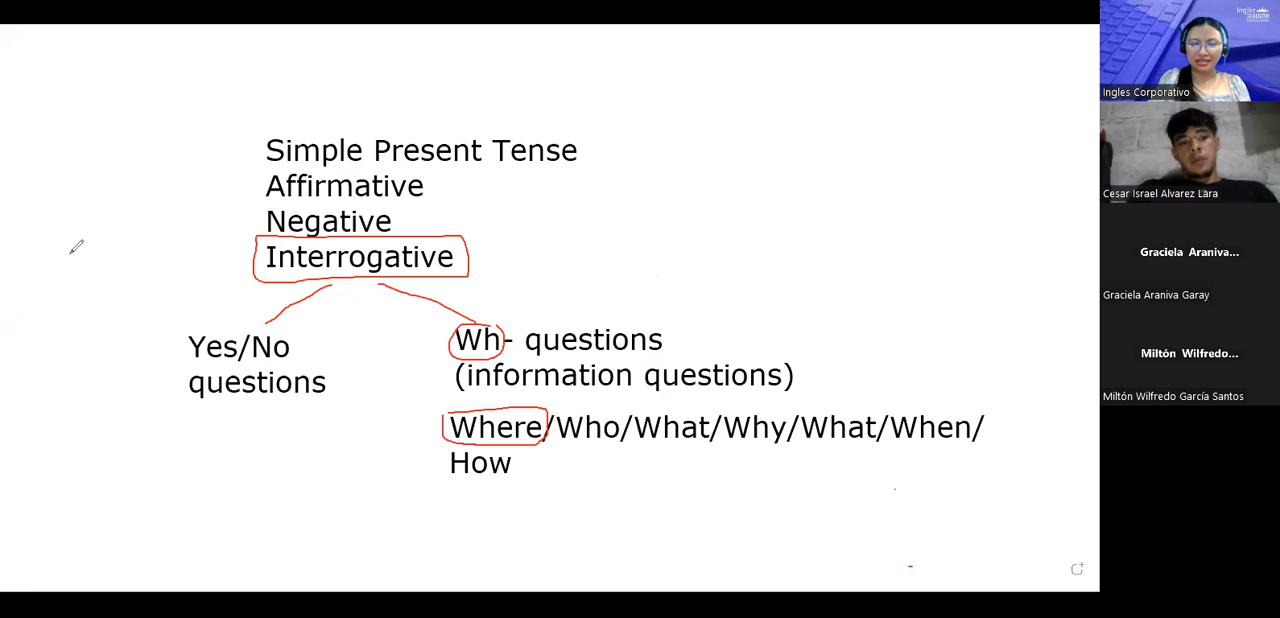 Simple Present Tense
Affirmative
Negative
Interrogative
Yes/No
questions
Wh- questions
(information questions)
Where/Who/What/Why/What/When/
How
Ingles Corporativo
Cesar Israel Alvarez Lara
Graciela Araniva...
Graciela Araniva Garay
Miltón Wilfredo...
Miltón Wilfredo García Santos